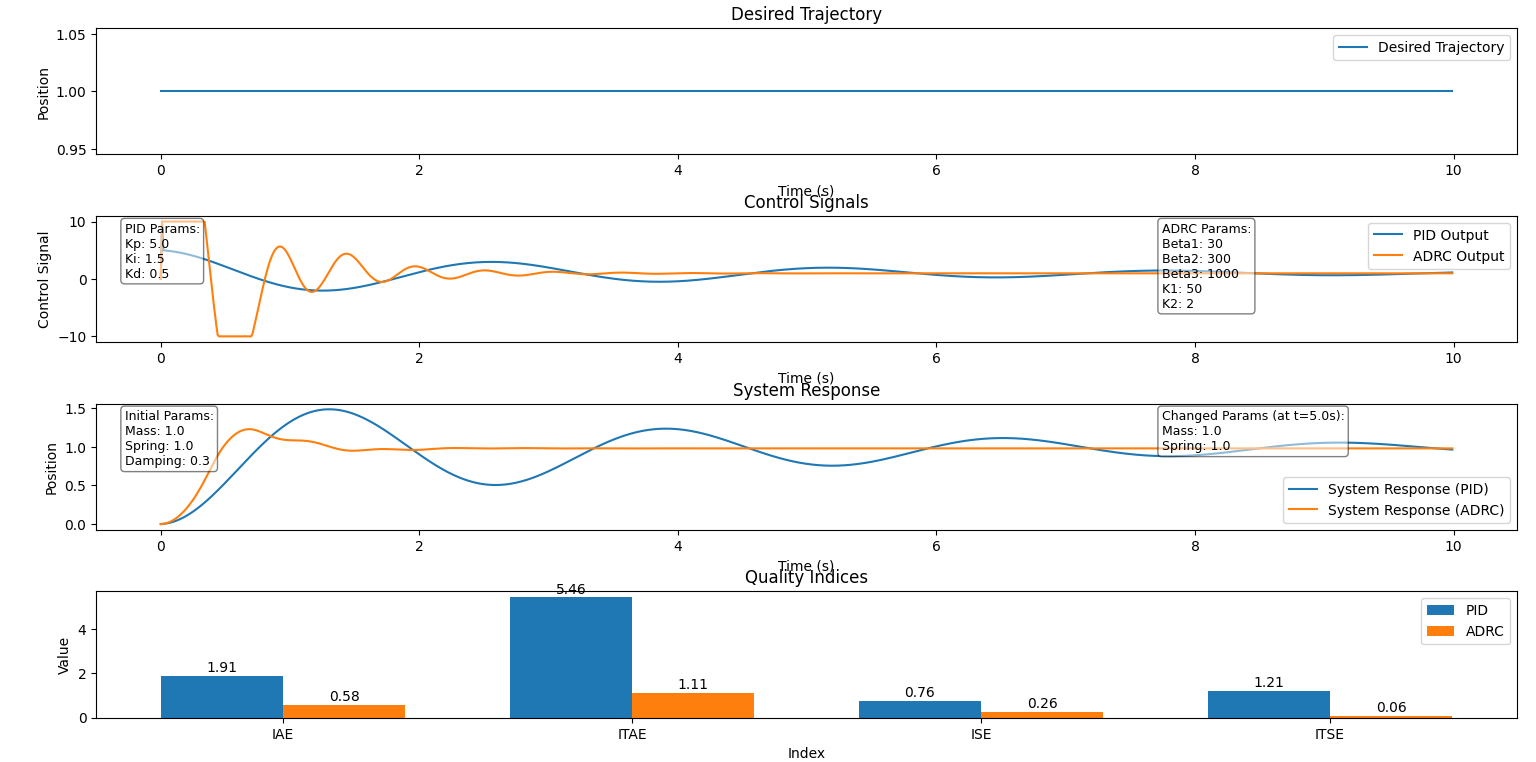 Desired Trajectory
1.05
1.00
0.95
Position
Desired Trajectory
0 2 4 6 8 10
Time (s)
Control Signals
10
0
−10
Control Signal
PID Params:
Kp: 5.0
Ki: 1.5
Kd: 0.5
ADRC Params:
Beta1: 30
Beta2: 300
Beta3: 1000
K1: 50
K2: 2
PID Output
ADRC Output
0 2 4 6 8 10
Time (s)
System Response
1.5
1.0
0.5
0.0
Position
Initial Params:
Mass: 1.0
Spring: 1.0
Damping: 0.3
Changed Params (at t=5.0s):
Mass: 1.0
Spring: 1.0
System Response (PID)
System Response (ADRC)
0 2 4 6 8 10
Time (s)
Quality Indices
4
2
0
Value
1.91
0.58
5.46
1.11
0.76
0.26
1.21
0.06
PID
ADRC
IAE ITAE ISE ITSE
Index